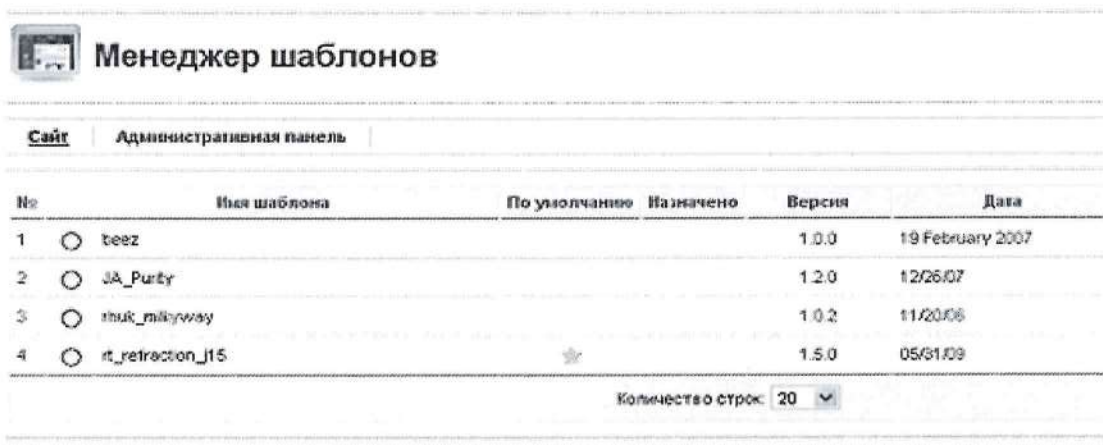 Менеджер шаблонов
Сайт Административная панель
№ Имя шаблона По умолчанию Назначено Версия Дата
1 beez 1.0.0 19 February 2007
2 JA_Purity 1.2.0 12/26/07
3 rhuk_milkyway 1.0.2 11/20/06
4 rt_refraction_j15 1.5.0 05/31/09
Количество строк: 20